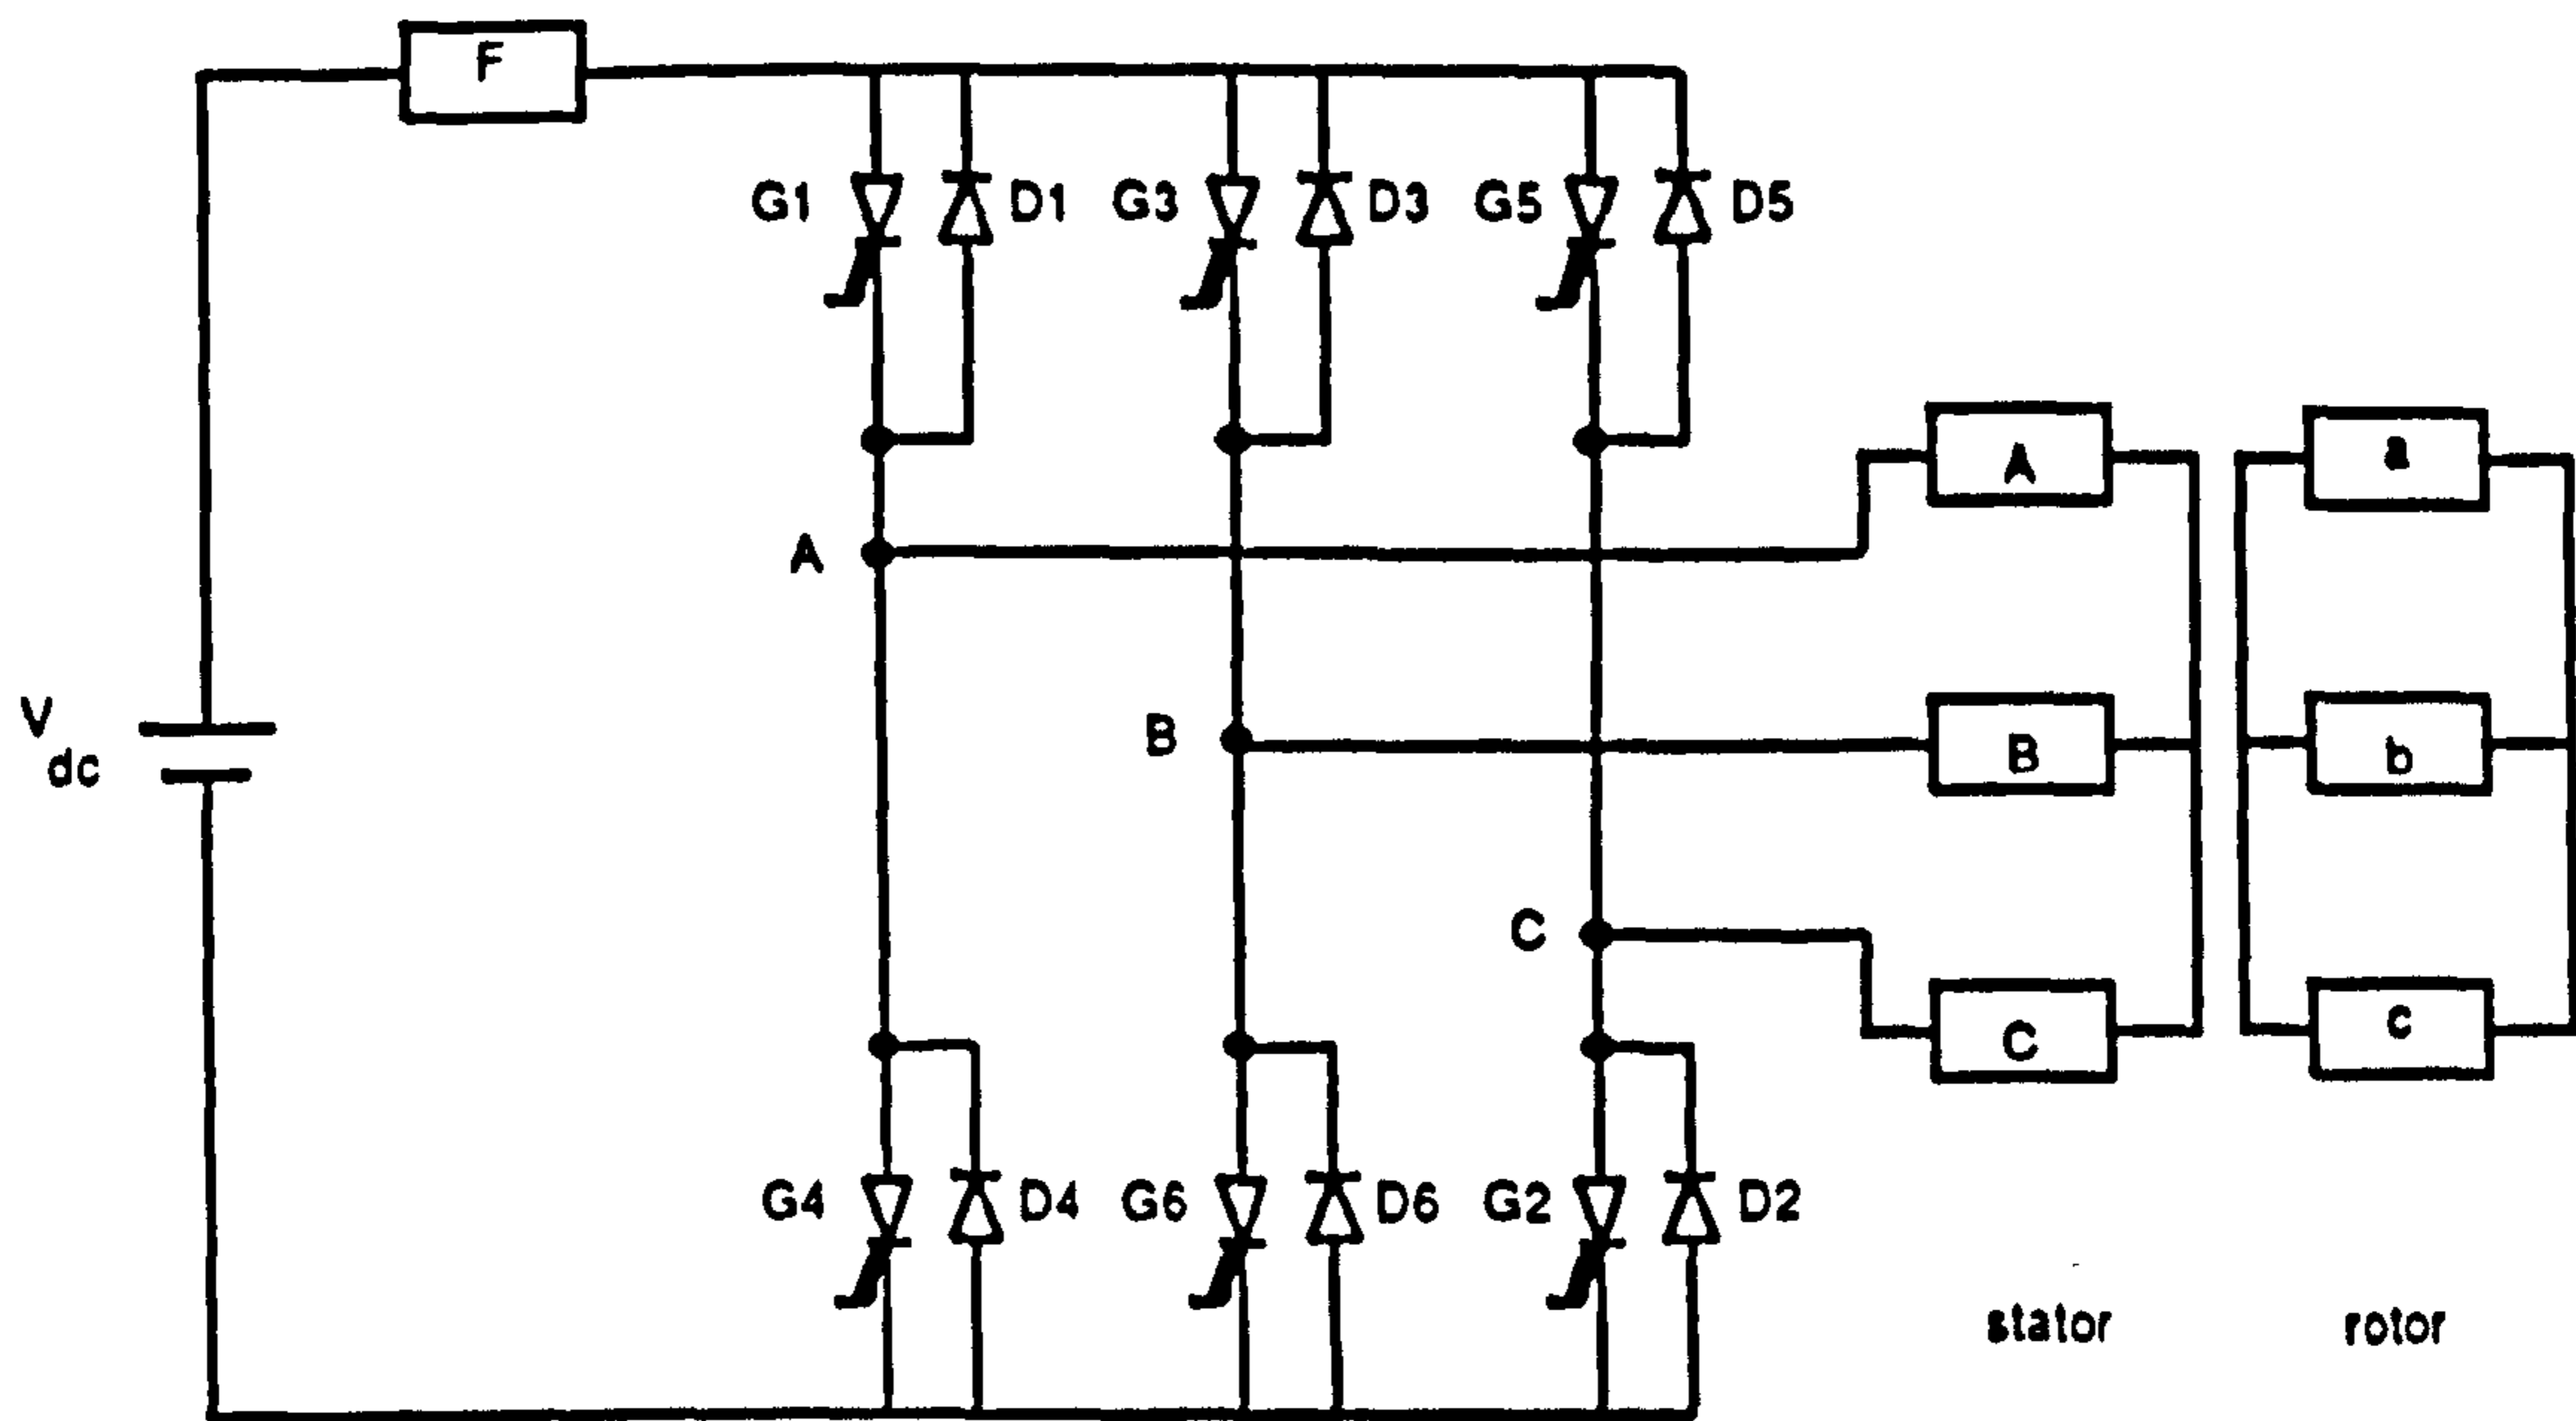 F
G1 D1 G3 D3 G5 D5
A a
A
V
dc
B B b
C
C c
G4 D4 G6 D6 G2 D2
stator rotor